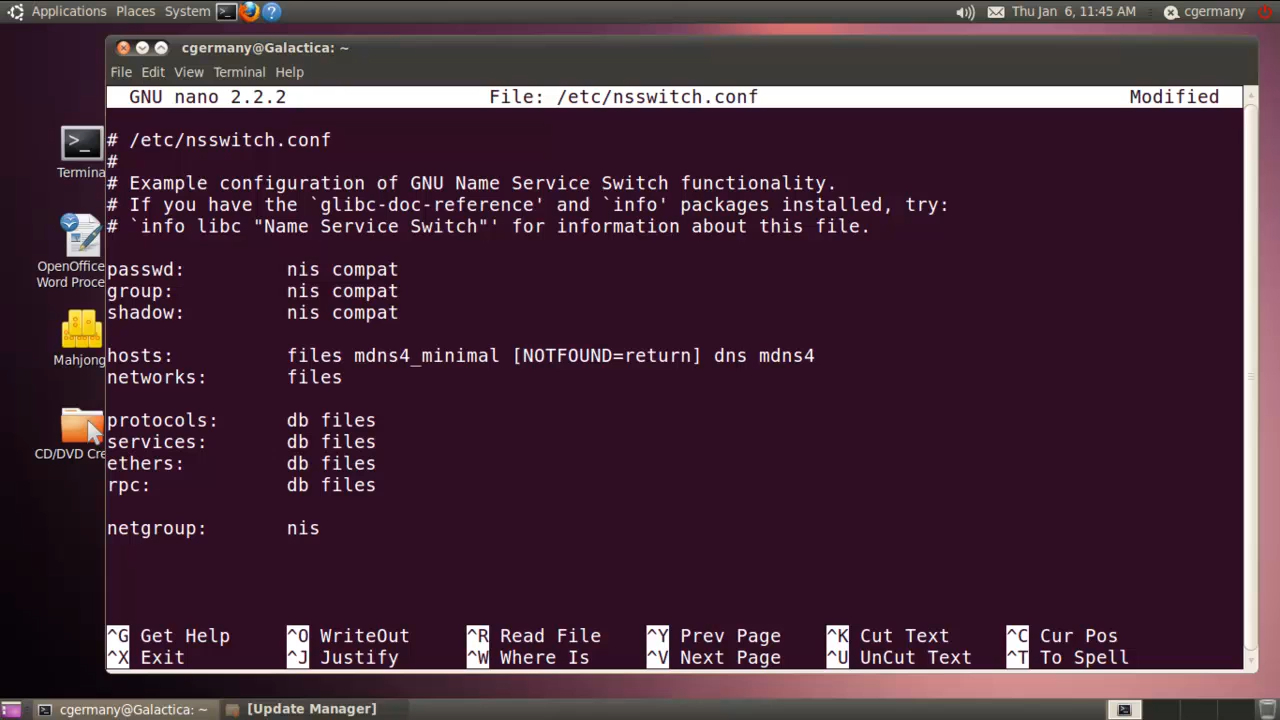 Applications Places System Thu Jan 6, 11:45 AM cgermany
cgermany@Galactica: ~
File Edit View Terminal Help
GNU nano 2.2.2 File: /etc/nsswitch.conf Modified
# /etc/nsswitch.conf
#
# Example configuration of GNU Name Service Switch functionality.
# If you have the `glibc-doc-reference' and `info' packages installed, try:
# `info libc "Name Service Switch"' for information about this file.
passwd: nis compat
group: nis compat
shadow: nis compat
hosts: files mdns4_minimal [NOTFOUND=return] dns mdns4
networks: files
protocols: db files
services: db files
ethers: db files
rpc: db files
netgroup: nis
^G Get Help ^O WriteOut ^R Read File ^Y Prev Page ^K Cut Text ^C Cur Pos
^X Exit ^J Justify ^W Where Is ^V Next Page ^U UnCut Text ^T To Spell
Termina
OpenOffice
Word Proce
Mahjong
CD/DVD Cre
cgermany@Galactica: ~ [Update Manager]